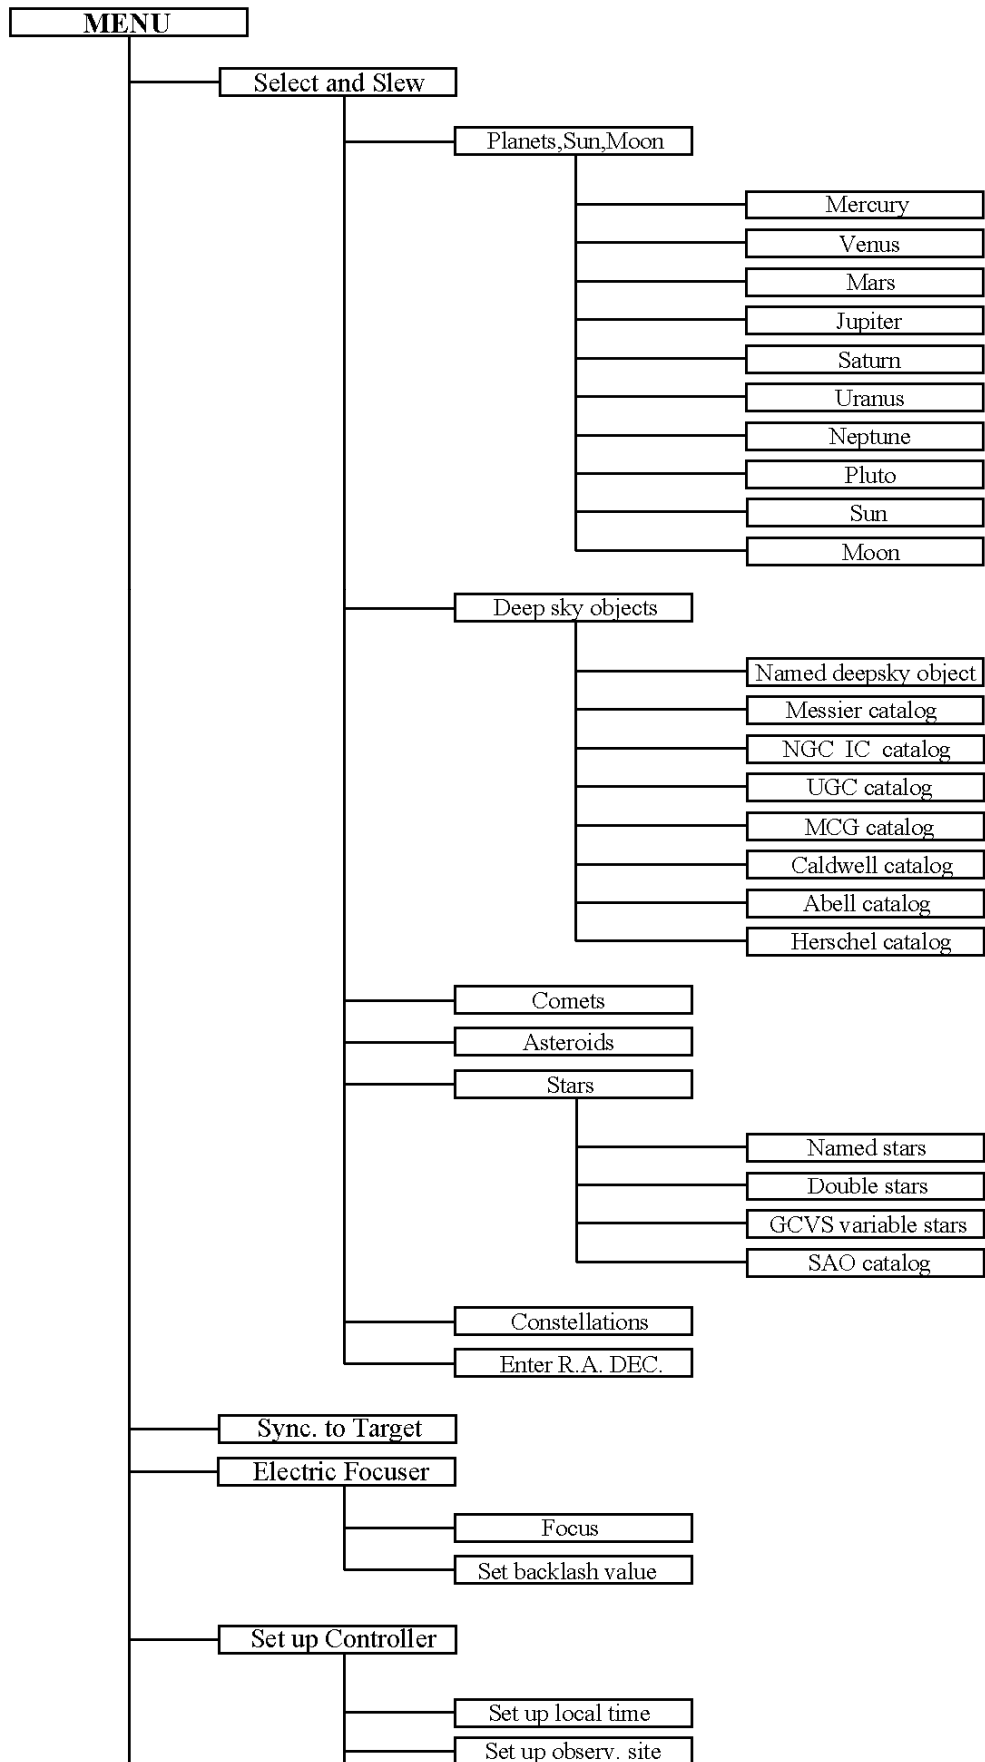 MENU
Select and Slew
Planets,Sun,Moon
Mercury
Venus
Mars
Jupiter
Saturn
Uranus
Neptune
Pluto
Sun
Moon
Deep sky objects
Named deepsky object
Messier catalog
NGC IC catalog
UGC catalog
MCG catalog
Caldwell catalog
Abell catalog
Herschel catalog
Comets
Asteroids
Stars
Named stars
Double stars
GCVS variable stars
SAO catalog
Constellations
Enter R.A. DEC.
Sync. to Target
Electric Focuser
Focus
Set backlash value
Set up Controller
Set up local time
Set up observ. site